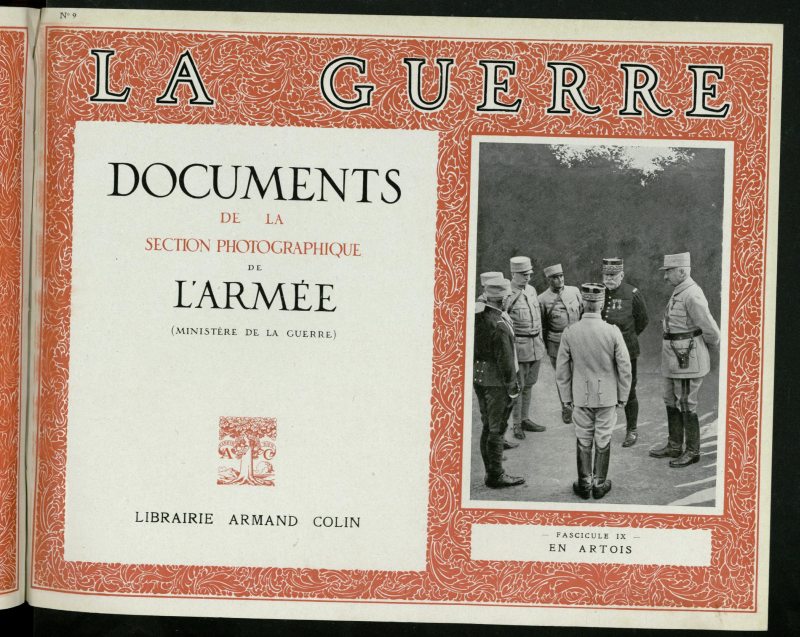 N° 9
LA GUERRE
DOCUMENTS
DE LA
SECTION PHOTOGRAPHIQUE
DE
L'ARMÉE
(MINISTÈRE DE LA GUERRE)
A C
LIBRAIRIE ARMAND COLIN
— FASCICULE IX —
EN ARTOIS